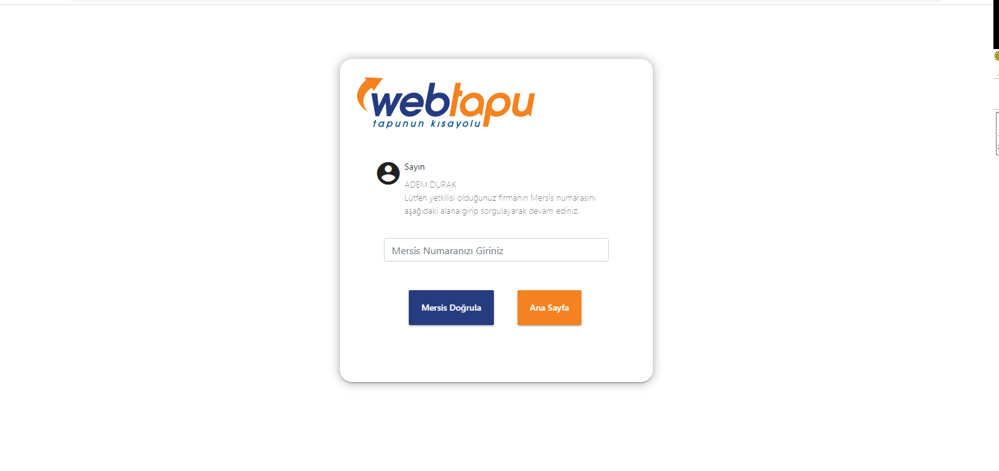 webtapu
tapunun kısayolu
Sayın
ADEM DURAK
Lütfen yetkilisi olduğunuz firmanın Mersis numarasını
aşağıdaki alana girip sorgulayarak devam ediniz.
Mersis Numaranızı Giriniz
Mersis Doğrula
Ana Sayfa